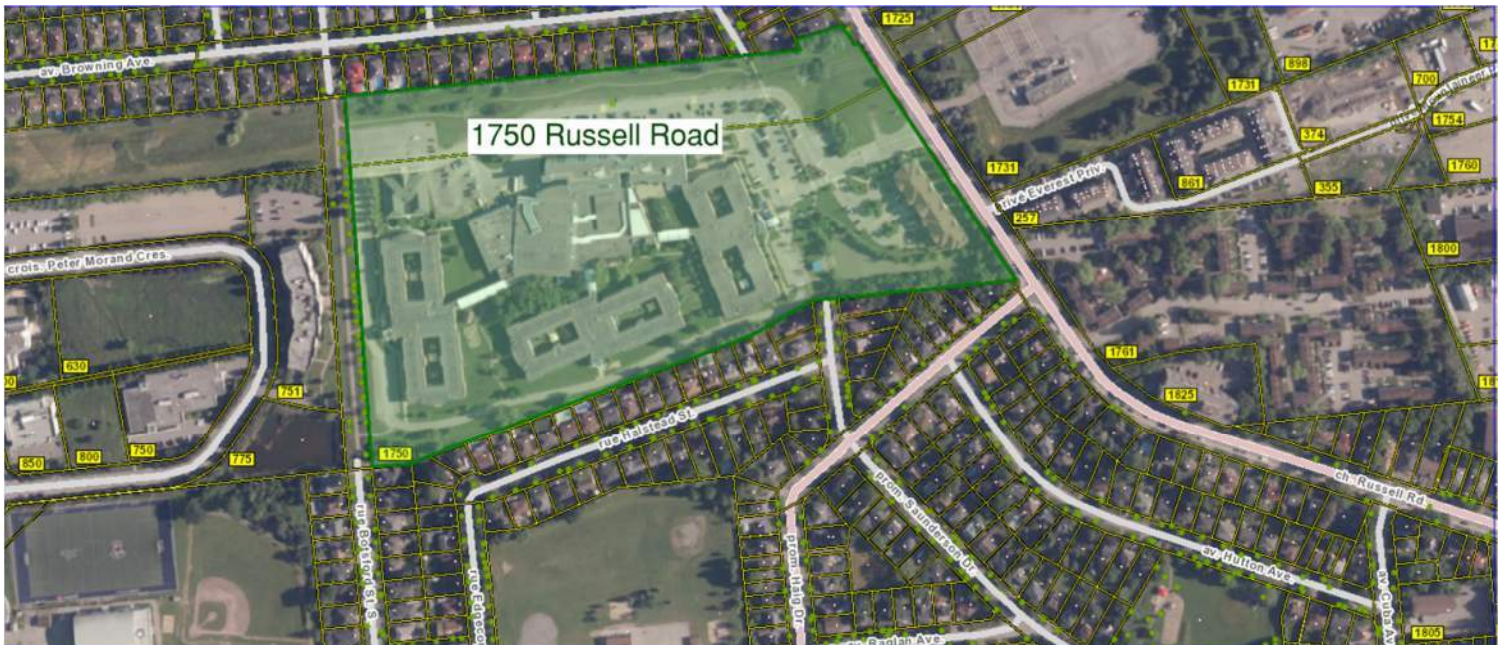 1725
av. Browning Ave.
898
1731
700
1750 Russell Road
374
1754
1731
1760
861
355
257
1800
crois. Peter Morand Cres.
630
1761
751
1825
rue Halstead St.
850
800
750
775
1750
ch. Russell Rd.
prom. Saunderson Dr.
rue Botsford St S
av. Hutton Ave.
prom. Haig Dr.
av. Cuba Av
1805
Raglan Ave.